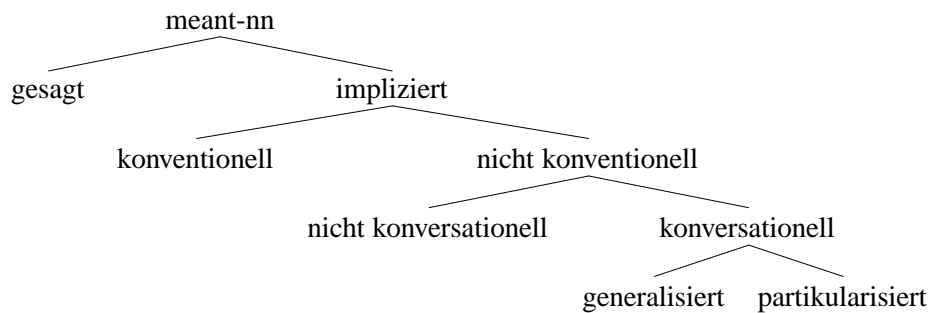 meant-nn
gesagt impliziert
konventionell nicht konventionell
nicht konversationell konversationell
generalisiert partikularisiert